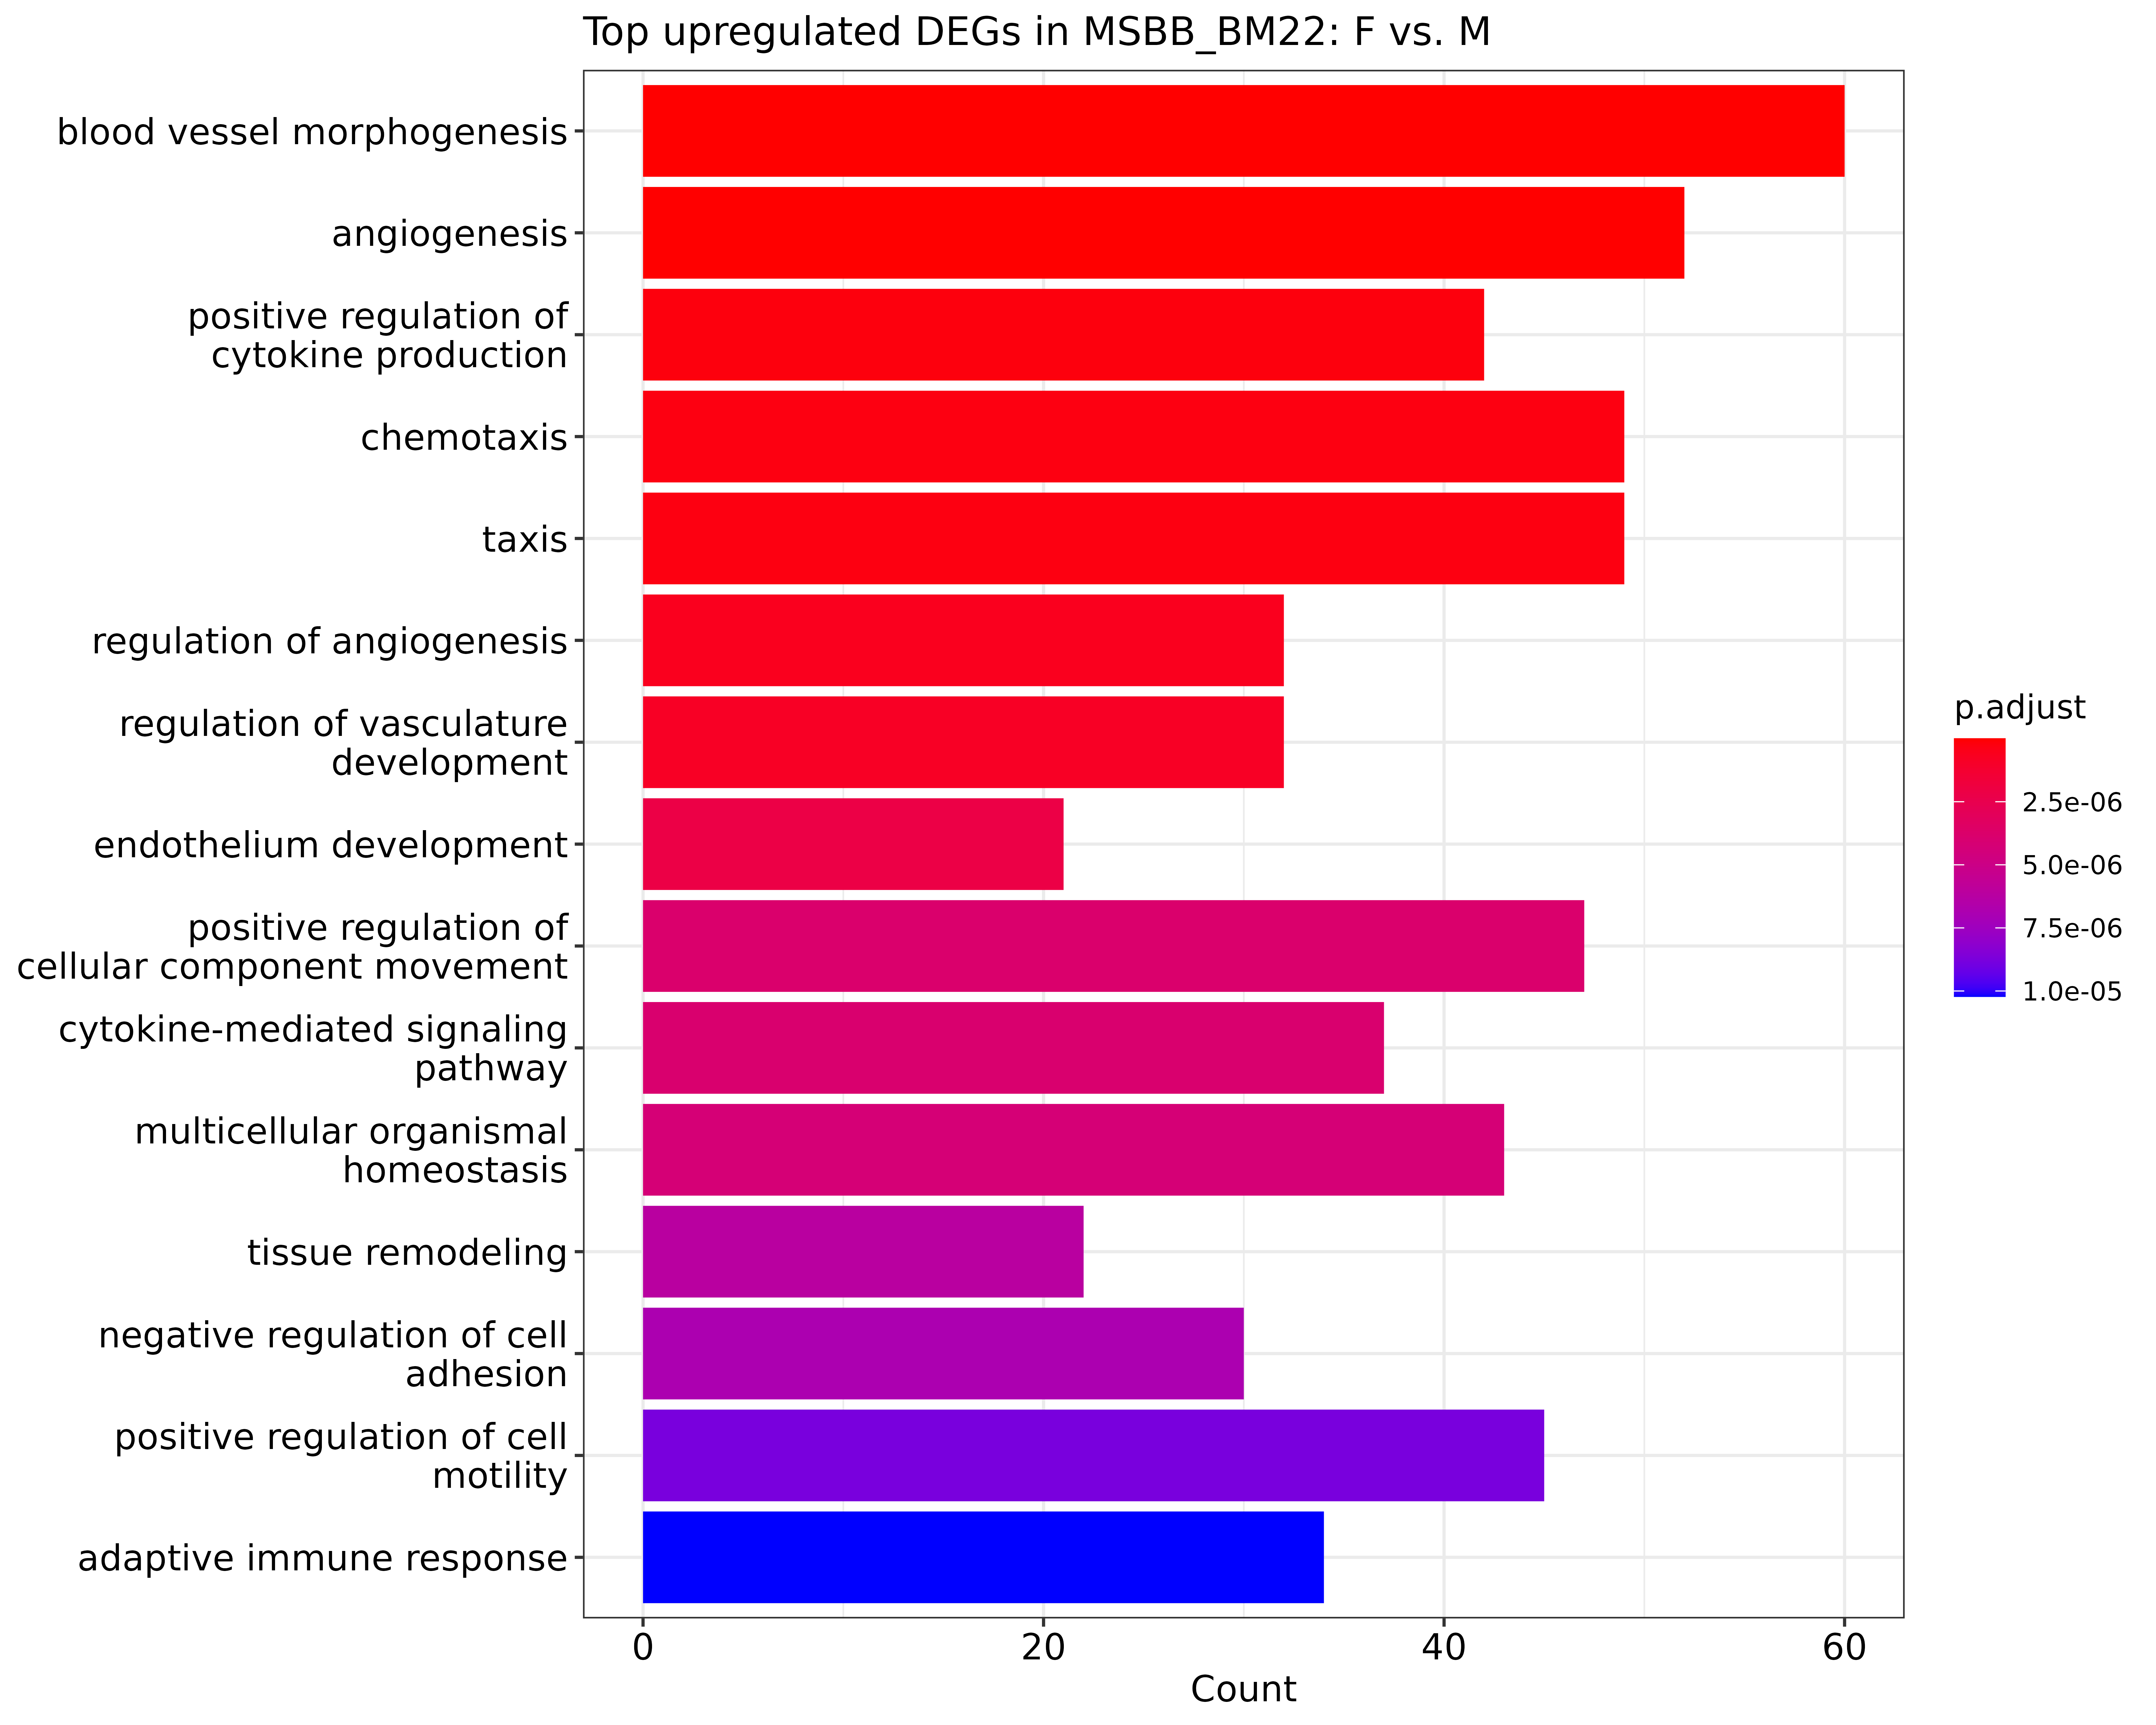 Top upregulated DEGs in MSBB_BM22: F vs. M
blood vessel morphogenesis
angiogenesis
positive regulation of
cytokine production
chemotaxis
taxis
regulation of angiogenesis
regulation of vasculature
development
endothelium development
positive regulation of
cellular component movement
cytokine-mediated signaling
pathway
multicellular organismal
homeostasis
tissue remodeling
negative regulation of cell
adhesion
positive regulation of cell
motility
adaptive immune response
0 20 40 60
Count
p.adjust
2.5e-06
5.0e-06
7.5e-06
1.0e-05